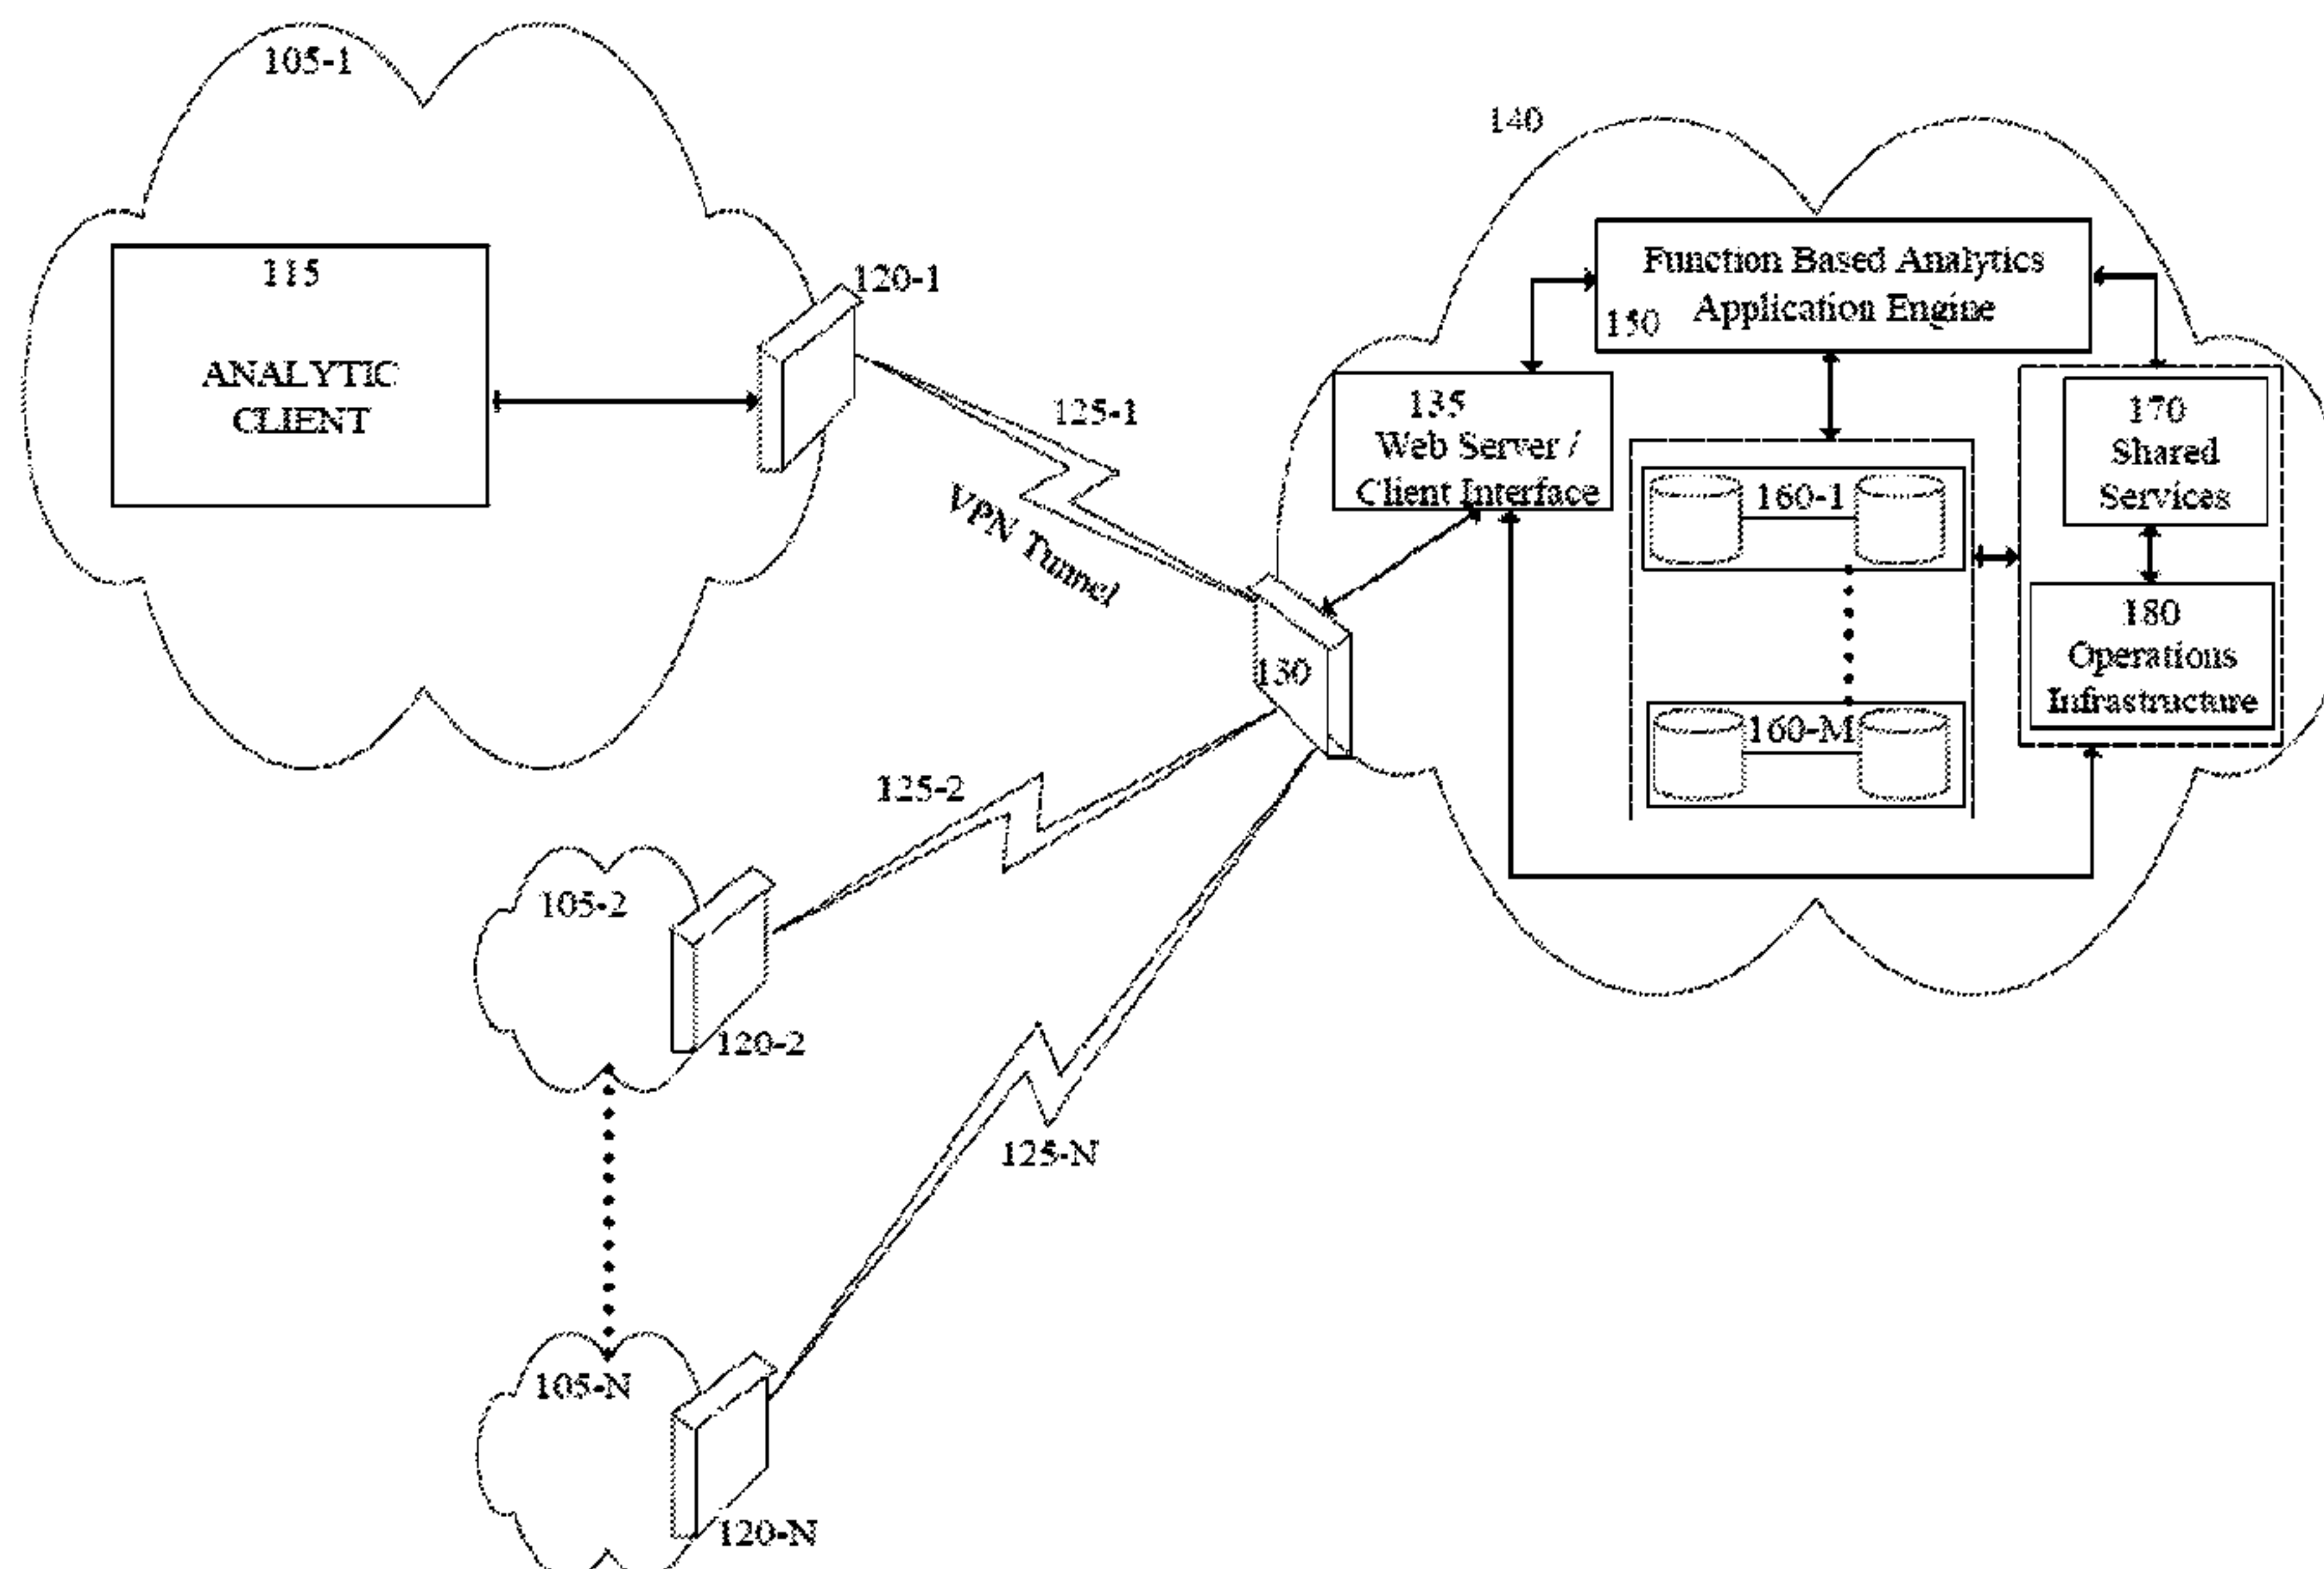 105-1
115
ANALYTIC
CLIENT
120-1
125-1
VPN Tunnel
140
Function Based Analytics
Application Engine
150
135
Web Server /
Client Interface
160-1
160-M
170
Shared
Services
180
Operations
Infrastructure
130
125-2
105-2
120-2
125-N
105-N
120-N